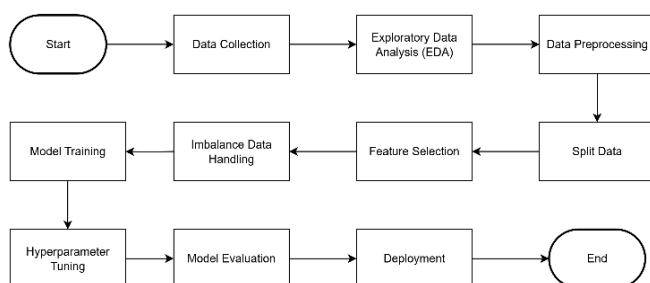 Start
Data Collection
Exploratory Data
Analysis (EDA)
Data Preprocessing
Model Training
Imbalance Data
Handling
Feature Selection
Split Data
Hyperparameter
Tuning
Model Evaluation
Deployment
End